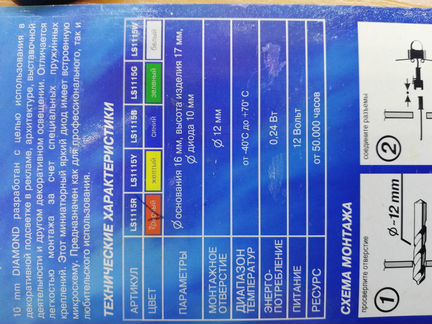 10 mm DIAMOND разработан с целью использования в
декоративной подсветке в рекламе, архитектуре, выставочной
деятельности и другом декоративном освещении. Отличается
легкостью монтажа за счет специальных пружинных
креплений. Этот миниатюрный яркий диод имеет встроенную
микросхему. Предназначен как для профессионального, так и
любительского использования.
ТЕХНИЧЕСКИЕ ХАРАКТЕРИСТИКИ
АРТИКУЛ LS1115R LS1115Y LS1115B LS1115G LS1115W
ЦВЕТ красный желтый синий зеленый белый
ПАРАМЕТРЫ Ø основания 16 мм, высота изделия 17 мм,
Ø диода 10 мм
МОНТАЖНОЕ
ОТВЕРСТИЕ Ø 12 мм
ДИАПАЗОН
ТЕМПЕРАТУР от -40°C до +70°C
ЭНЕРГО-
ПОТРЕБЛЕНИЕ 0,24 Вт
ПИТАНИЕ 12 Вольт
РЕСУРС от 50.000 часов
СХЕМА МОНТАЖА
1 просверлите отверстие
Ø-12 mm
2 соедините разъемы